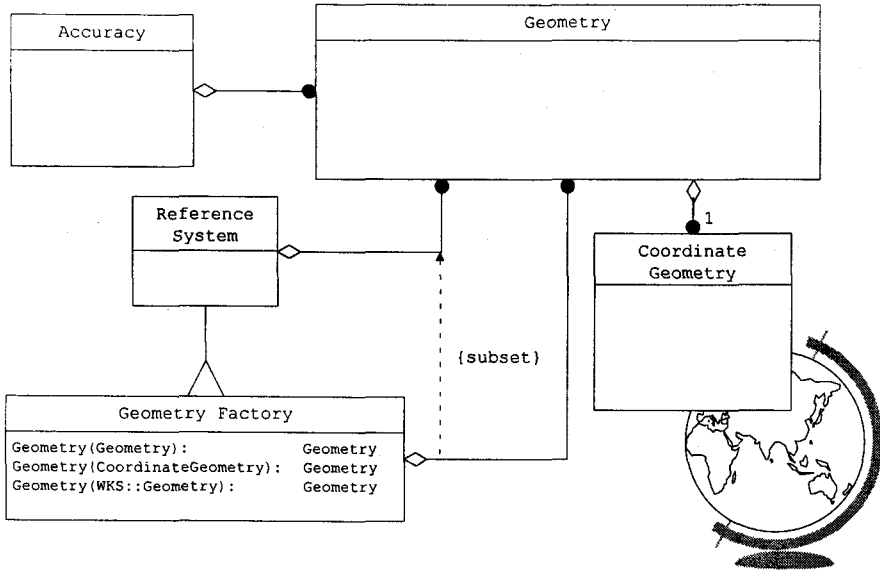 Accuracy
Geometry
Reference
System
1
Coordinate
Geometry
{subset}
Geometry Factory
Geometry(Geometry): Geometry
Geometry(CoordinateGeometry): Geometry
Geometry(WKS::Geometry): Geometry